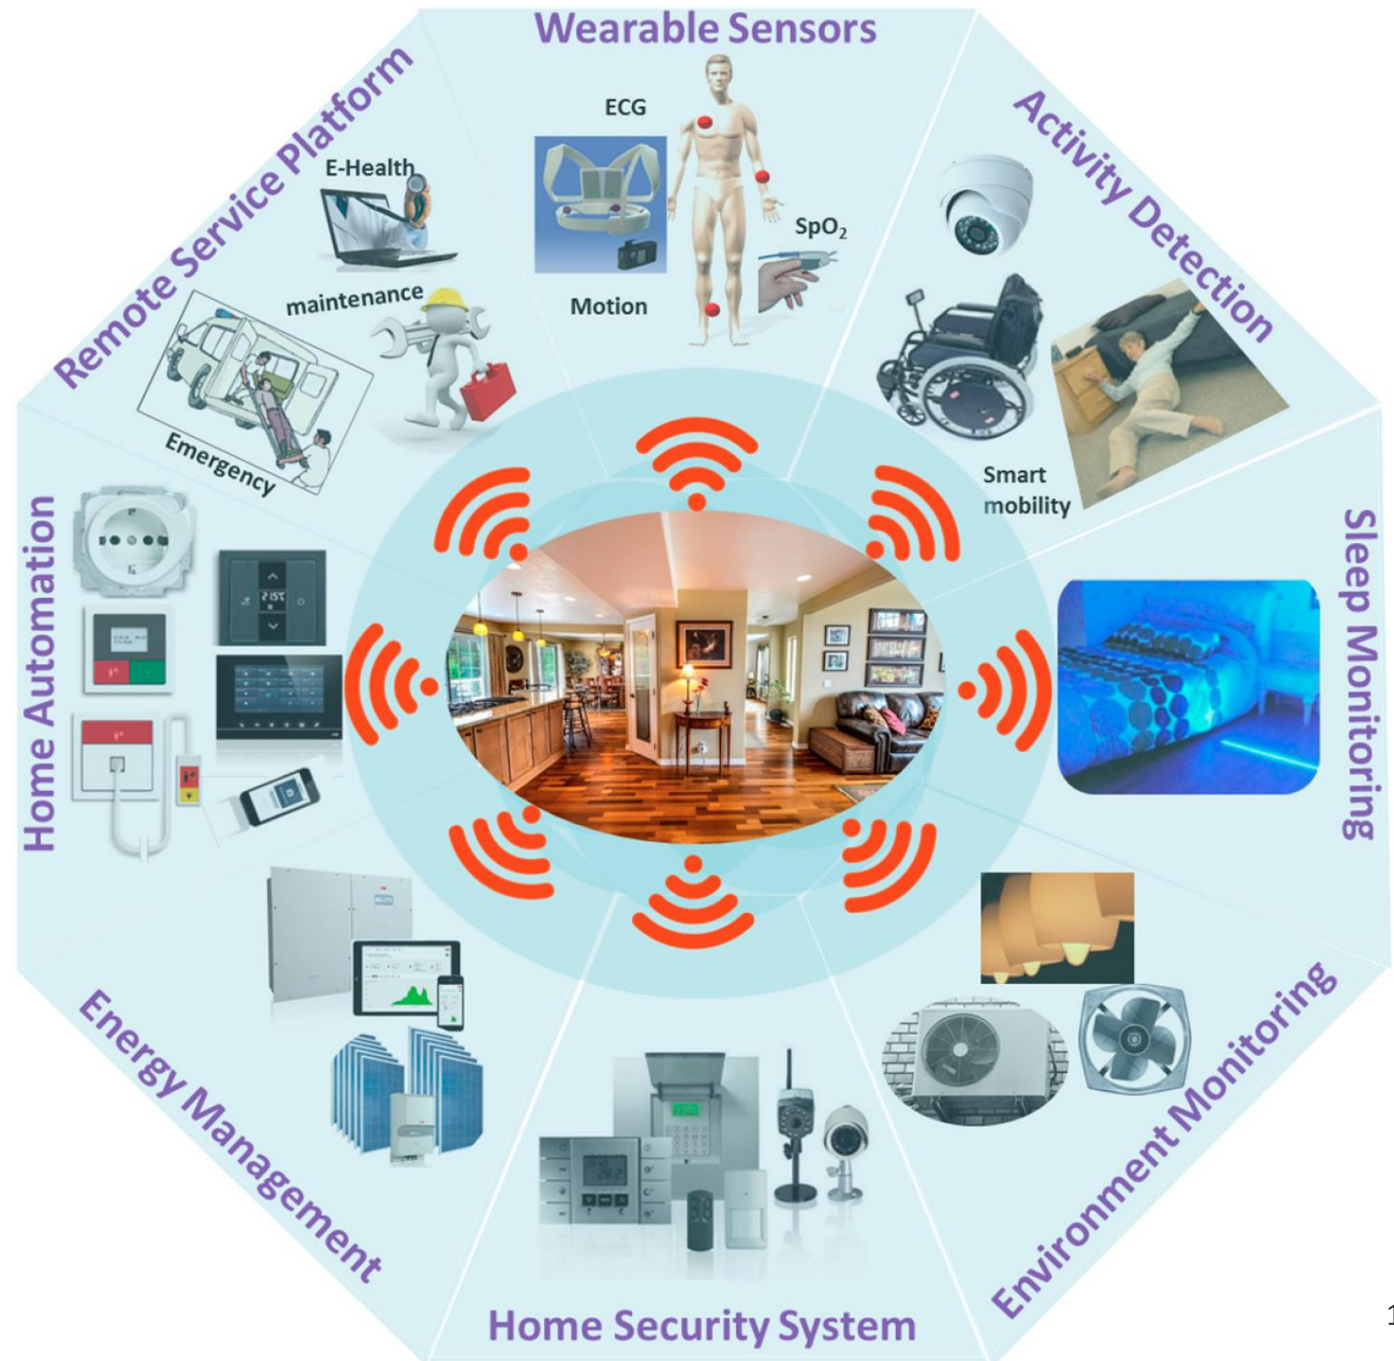 Wearable Sensors
ECG
SpO₂
Motion
Activity Detection
Smart
mobility
Sleep Monitoring
Environment Monitoring
Home Security System
Energy Management
Home Automation
Remote Service Platform
E-Health
maintenance
Emergency
1